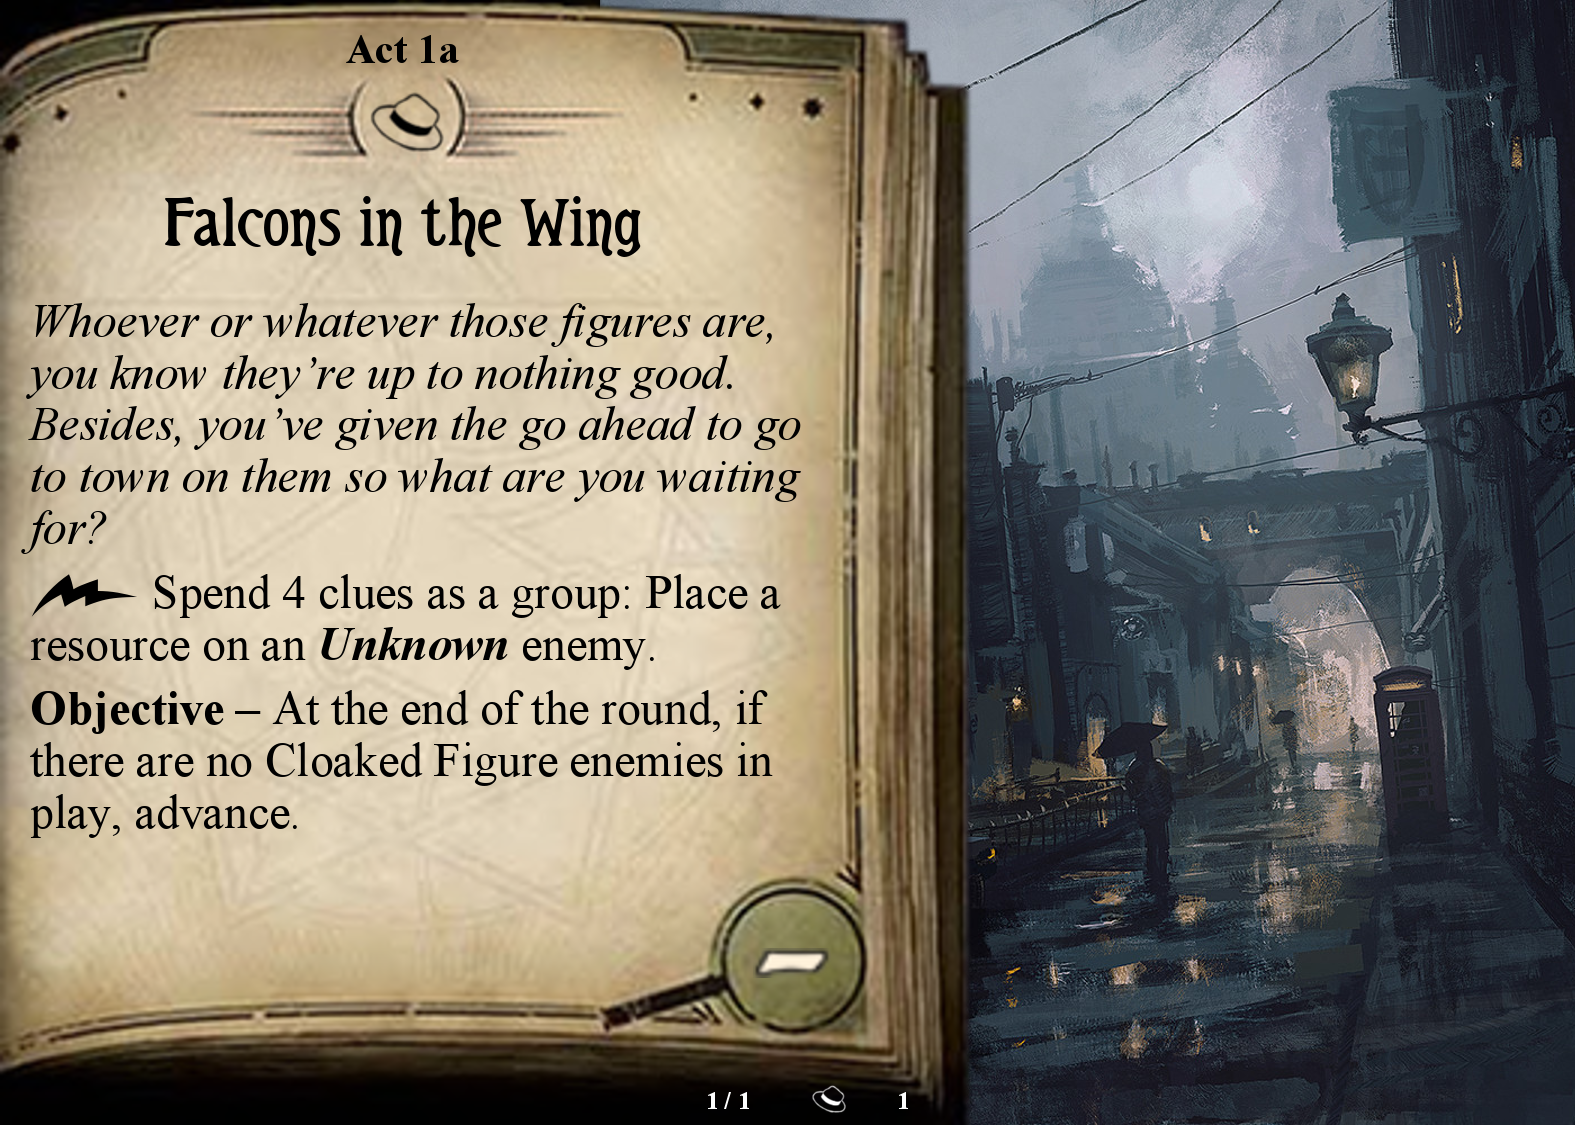 Act 1a
Falcons in the Wing
Whoever or whatever those figures are,
you know they're up to nothing good.
Besides, you've given the go ahead to go
to town on them so what are you waiting
for?
Spend 4 clues as a group: Place a
resource on an Unknown enemy.
Objective – At the end of the round, if
there are no Cloaked Figure enemies in
play, advance.
–
1 / 1
1